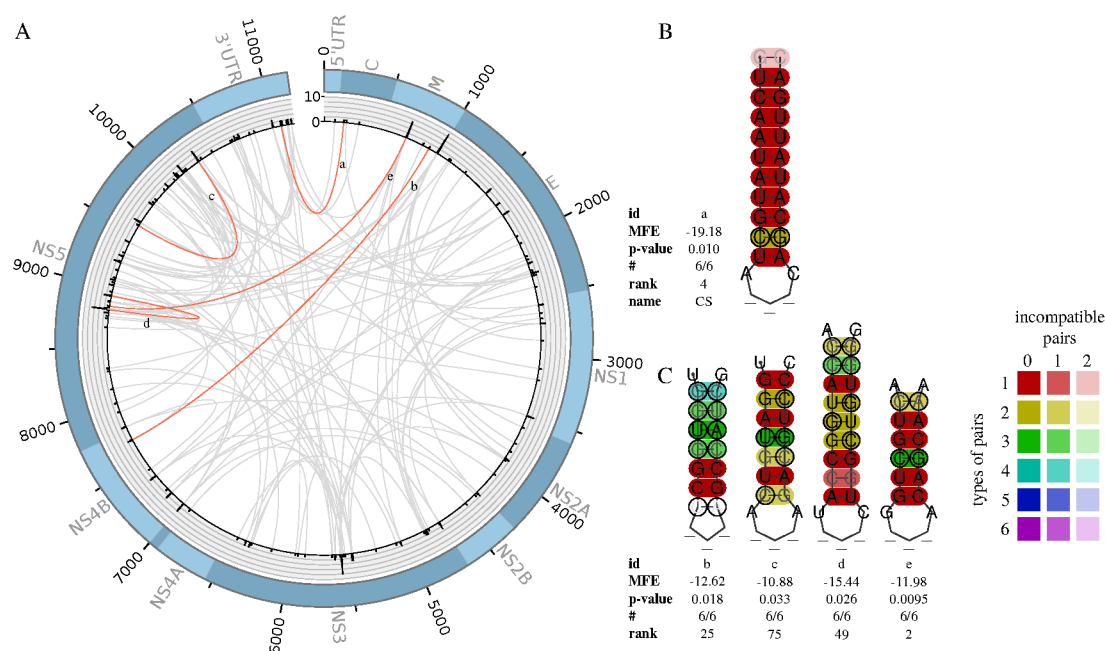 A
B
C
3'UTR
11000
0
5'UTR
C
M
1000
10
0
E
2000
3000
NS1
NS2A
4000
NS2B
5000
NS3
6000
NS4A
7000
NS4B
8000
NS5
9000
10000
a
e
b
c
d
id a
MFE -19.18
p-value 0.010
# 6/6
rank 4
name CS
U A
C G
A U
A U
U A
A U
U A
G C
C G
U A
A C
U G
U C
A G
A A
A A
U C
G A
id b c d e
MFE -12.62 -10.88 -15.44 -11.98
p-value 0.018 0.033 0.026 0.0095
# 6/6 6/6 6/6 6/6
rank 25 75 49 2
incompatible
pairs
0 1 2
types of pairs
1
2
3
4
5
6